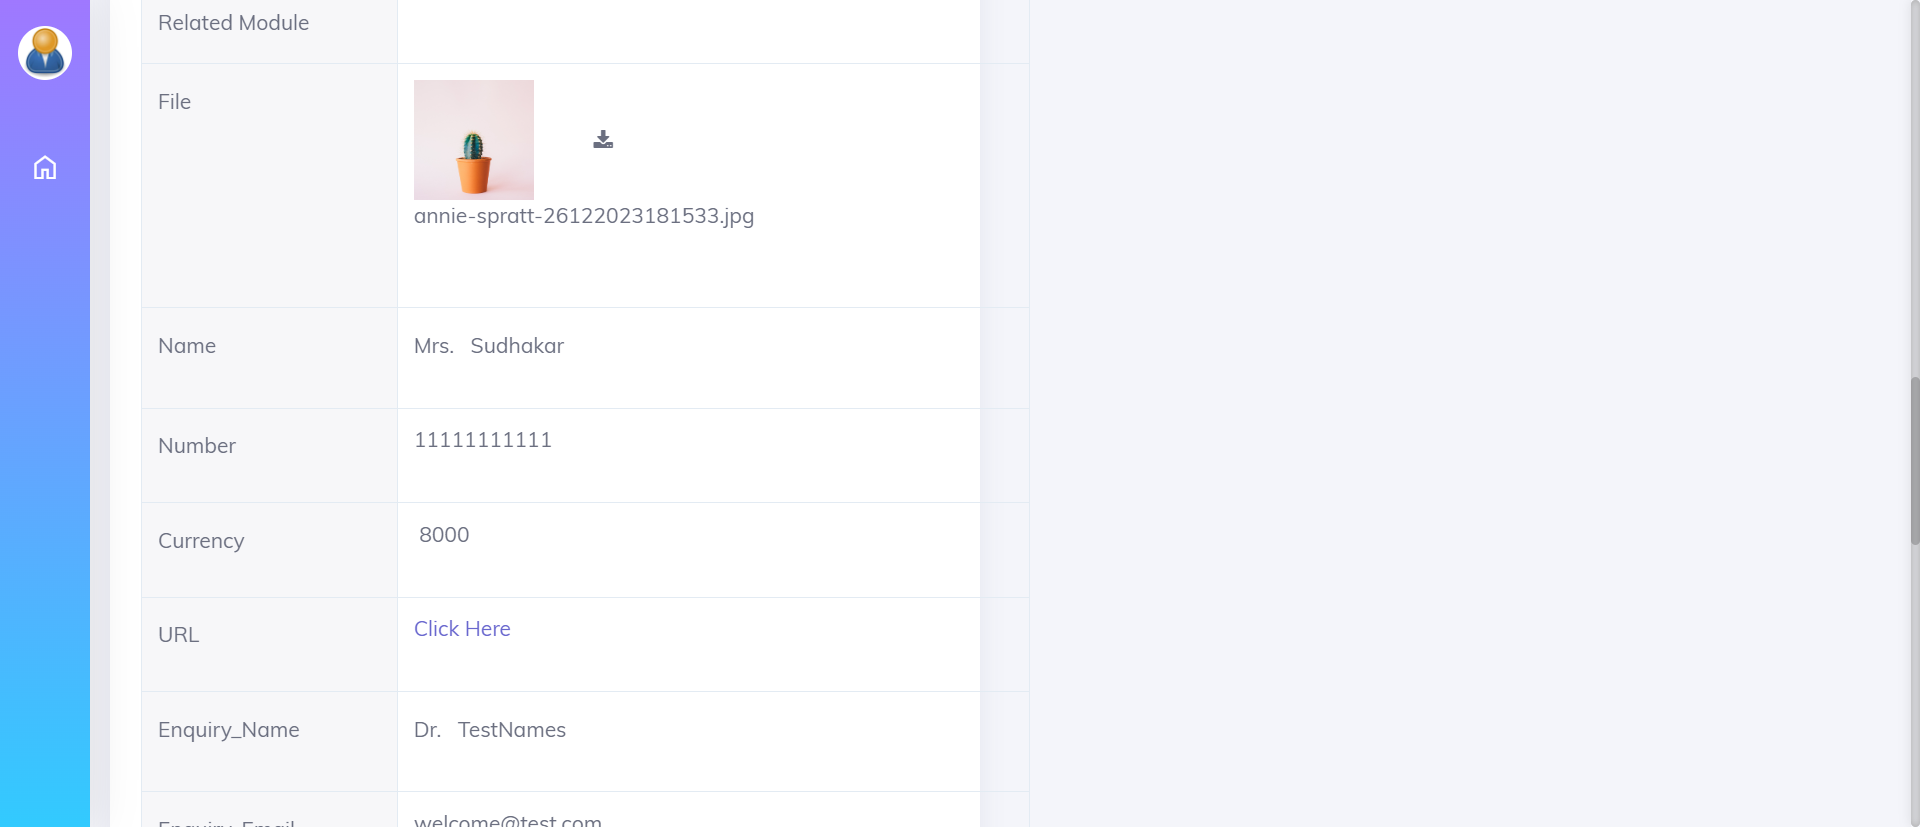 Related Module
File
annie-spratt-26122023181533.jpg
Name Mrs. Sudhakar
Number 11111111111
Currency 8000
URL Click Here
Enquiry_Name Dr. TestNames
Enquiry_Email welcome@test.com